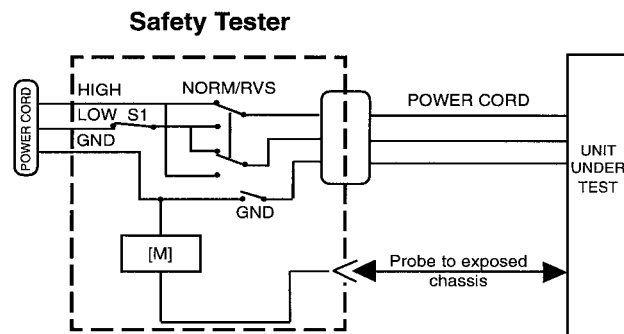 Safety Tester
HIGH
NORM/RVS
LOW S1
GND
POWER CORD
POWER CORD
UNIT
UNDER
TEST
GND
[M]
Probe to exposed
chassis